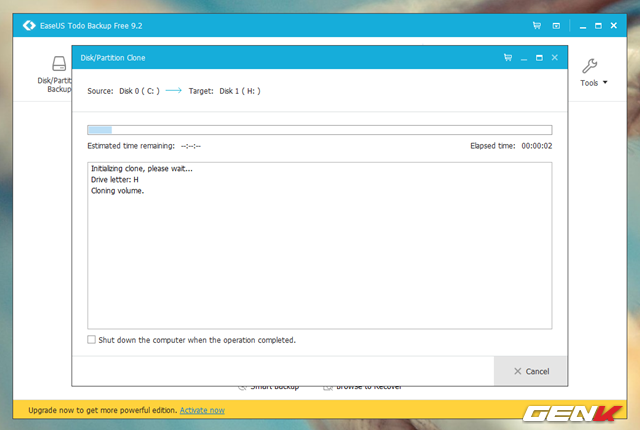 EaseUS Todo Backup Free 9.2
Disk/Partition Clone
Disk/Partit
Backup
Tools
Source: Disk 0 ( C: ) Target: Disk 1 ( H: )
Estimated time remaining: --:--:-- Elapsed time: 00:00:02
Initializing clone, please wait...
Drive letter: H
Cloning volume.
Shut down the computer when the operation completed.
Cancel
Smart Backup Browse to Recover
Upgrade now to get more powerful edition. Activate now
GENK